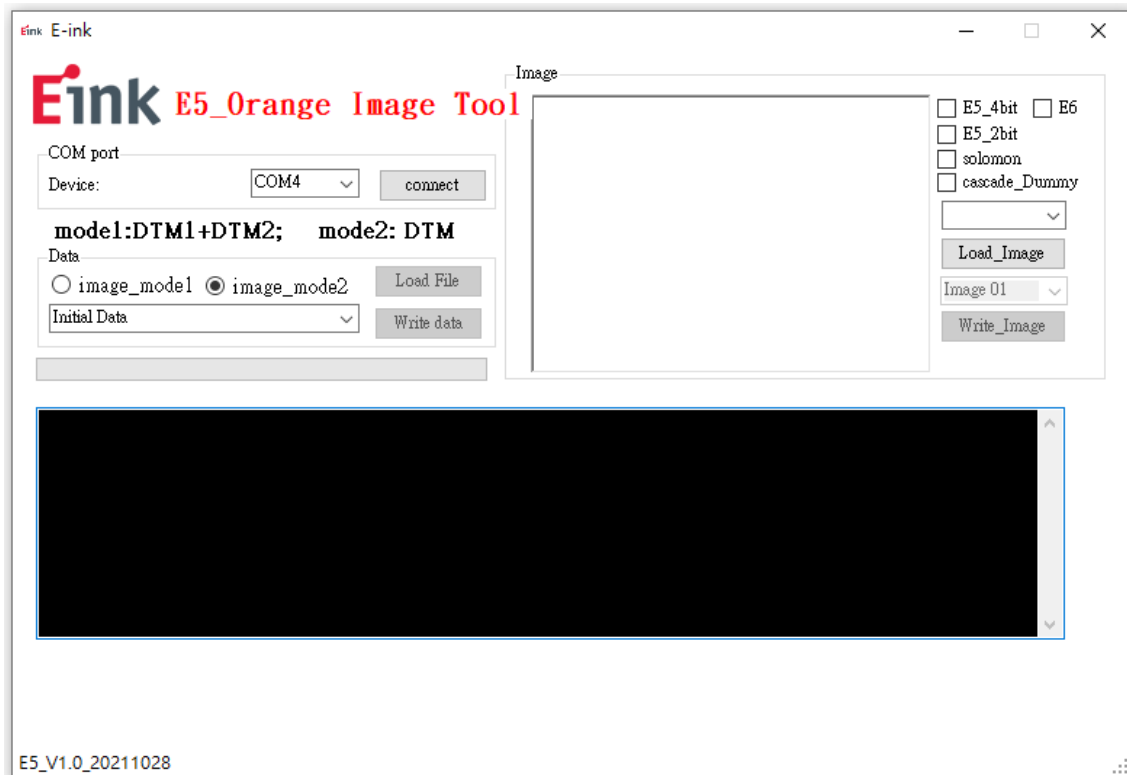 Eink E-ink
Eink E5_Orange Image Tool
COM port
Device: COM4 connect
mode1:DTM1+DTM2; mode2: DTM
Data
image_mode1 image_mode2 Load File
Initial Data Write data
Image
E5_4bit E6
E5_2bit
solomon
cascade_Dummy
Load_Image
Image 01
Write_Image
E5_V1.0_20211028